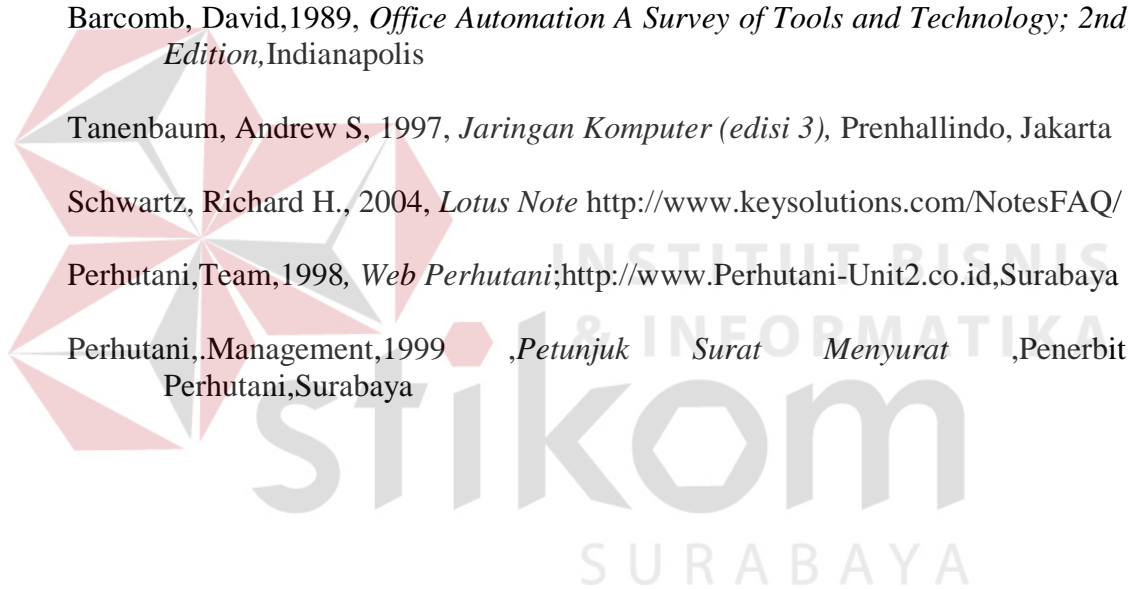 Barcomb, David,1989, Office Automation A Survey of Tools and Technology; 2nd
Edition,Indianapolis
Tanenbaum, Andrew S, 1997, Jaringan Komputer (edisi 3), Prenhallindo, Jakarta
Schwartz, Richard H., 2004, Lotus Note http://www.keysolutions.com/NotesFAQ/
INSTITUT BISNIS
Perhutani,Team,1998, Web Perhutani;http://www.Perhutani-Unit2.co.id,Surabaya
& INFORMATIKA
Perhutani,.Management,1999 ,Petunjuk Surat Menyurat ,Penerbit
Perhutani,Surabaya
stikom
SURABAYA